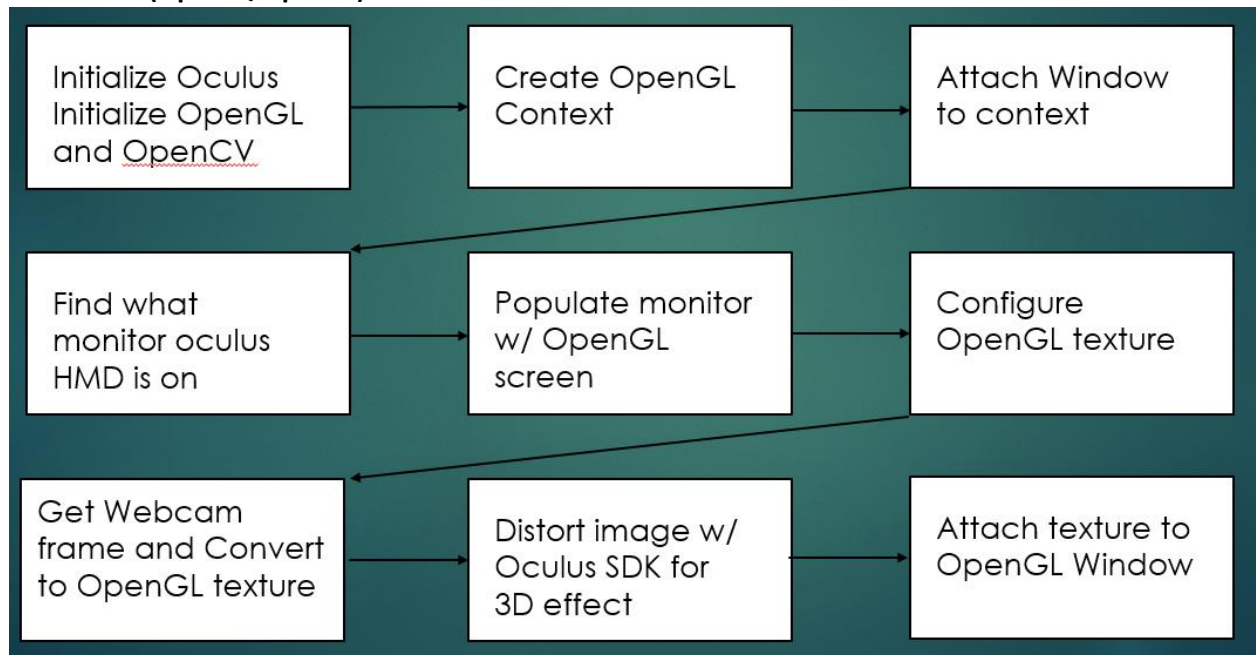 Initialize Oculus
Initialize OpenGL
and OpenCV
Create OpenGL
Context
Attach Window
to context
Find what
monitor oculus
HMD is on
Populate monitor
w/ OpenGL
screen
Configure
OpenGL texture
Get Webcam
frame and Convert
to OpenGL texture
Distort image w/
Oculus SDK for
3D effect
Attach texture to
OpenGL Window